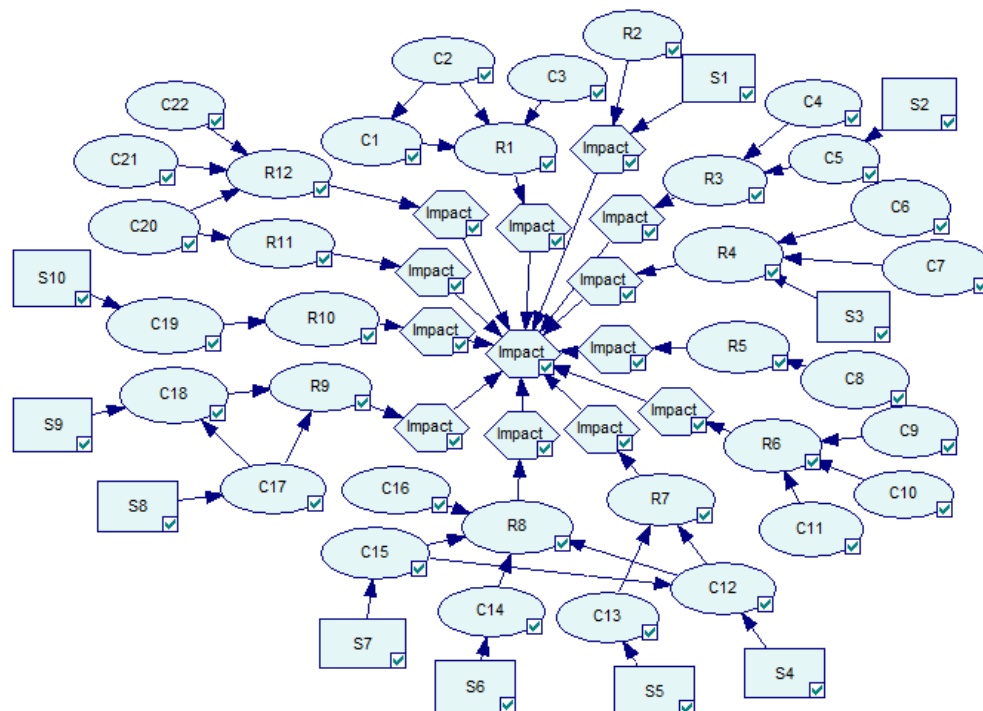 R2
C2
C3
S1
C22
C4
S2
C1
R1
Impact
C5
C21
R12
R3
C20
Impact
Impact
Impact
C6
R11
R4
C7
S10
Impact
Impact
C19
R10
Impact
S3
Impact
Impact
R5
C18
R9
C8
S9
Impact
Impact
Impact
Impact
C9
R6
C17
C16
R7
C10
S8
R8
C11
C15
C12
C14
C13
S7
S6
S5
S4